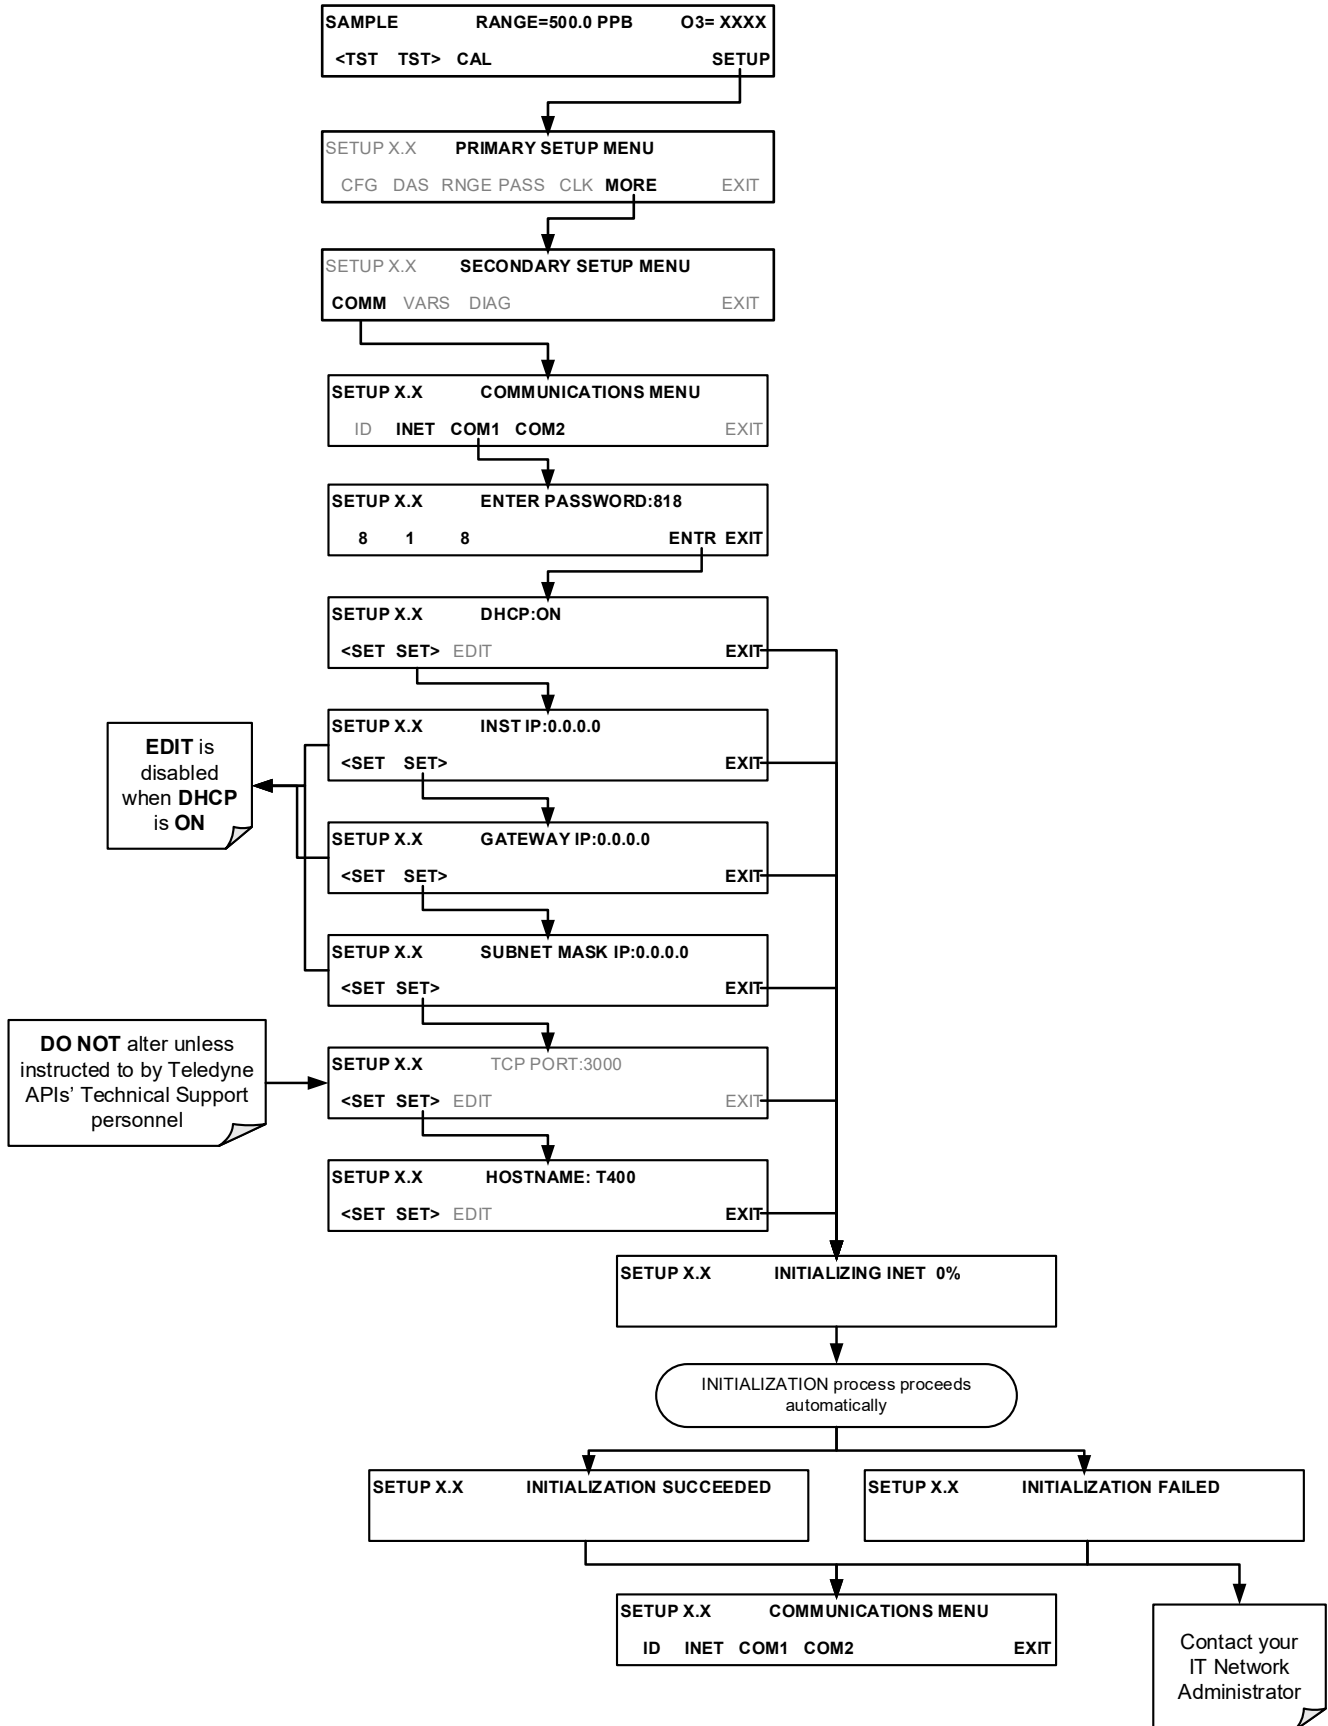 SAMPLE RANGE=500.0 PPB O3= XXXX
<TST TST> CAL SETUP
SETUP X.X PRIMARY SETUP MENU
CFG DAS RNGE PASS CLK MORE EXIT
SETUP X.X SECONDARY SETUP MENU
COMM VARS DIAG EXIT
SETUP X.X COMMUNICATIONS MENU
ID INET COM1 COM2 EXIT
SETUP X.X ENTER PASSWORD:818
8 1 8 ENTR EXIT
SETUP X.X DHCP:ON
<SET SET> EDIT EXIT
SETUP X.X INST IP:0.0.0.0
<SET SET> EXIT
EDIT is
disabled
when DHCP
is ON
SETUP X.X GATEWAY IP:0.0.0.0
<SET SET> EXIT
SETUP X.X SUBNET MASK IP:0.0.0.0
<SET SET> EXIT
DO NOT alter unless
instructed to by Teledyne
APIs’ Technical Support
personnel
SETUP X.X TCP PORT:3000
<SET SET> EDIT EXIT
SETUP X.X HOSTNAME: T400
<SET SET> EDIT EXIT
SETUP X.X INITIALIZING INET 0%
INITIALIZATION process proceeds
automatically
SETUP X.X INITIALIZATION SUCCEEDED
SETUP X.X INITIALIZATION FAILED
SETUP X.X COMMUNICATIONS MENU
ID INET COM1 COM2 EXIT
Contact your
IT Network
Administrator